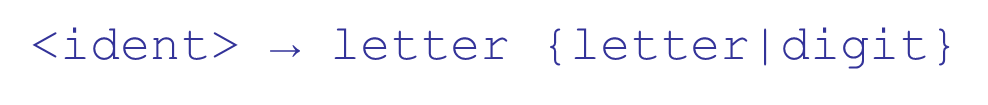 <ident> → letter {letter|digit}